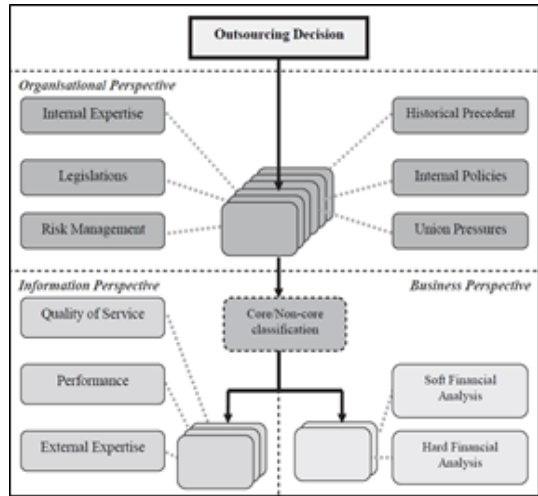 Outsourcing Decision
Organisational Perspective
Internal Expertise
Historical Precedent
Legislations
Internal Policies
Risk Management
Union Pressures
Information Perspective
Business Perspective
Quality of Service
Core/Non-core
classification
Performance
Soft Financial
Analysis
External Expertise
Hard Financial
Analysis